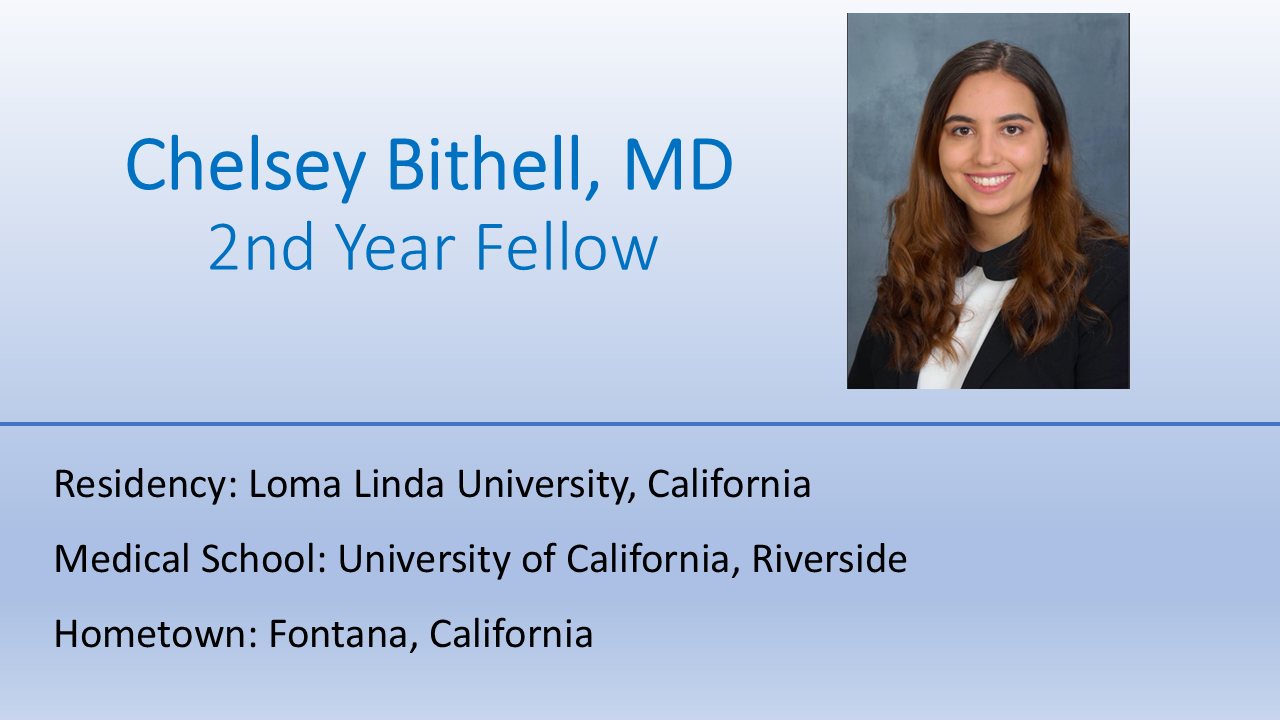 Chelsey Bithell, MD
2nd Year Fellow
Residency: Loma Linda University, California
Medical School: University of California, Riverside
Hometown: Fontana, California